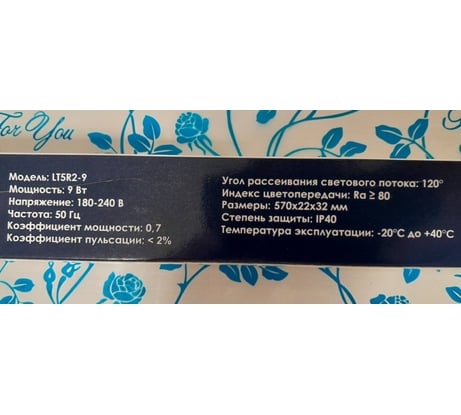 For You
Модель: LT5R2-9
Мощность: 9 Вт
Напряжение: 180-240 В
Частота: 50 Гц
Коэффициент мощности: 0,7
Коэффициент пульсации: < 2%
Угол рассеивания светового потока: 120°
Индекс цветопередачи: Ra ≥ 80
Размеры: 570х22х32 мм
Степень защиты: IP40
Температура эксплуатации: -20°С до +40°С